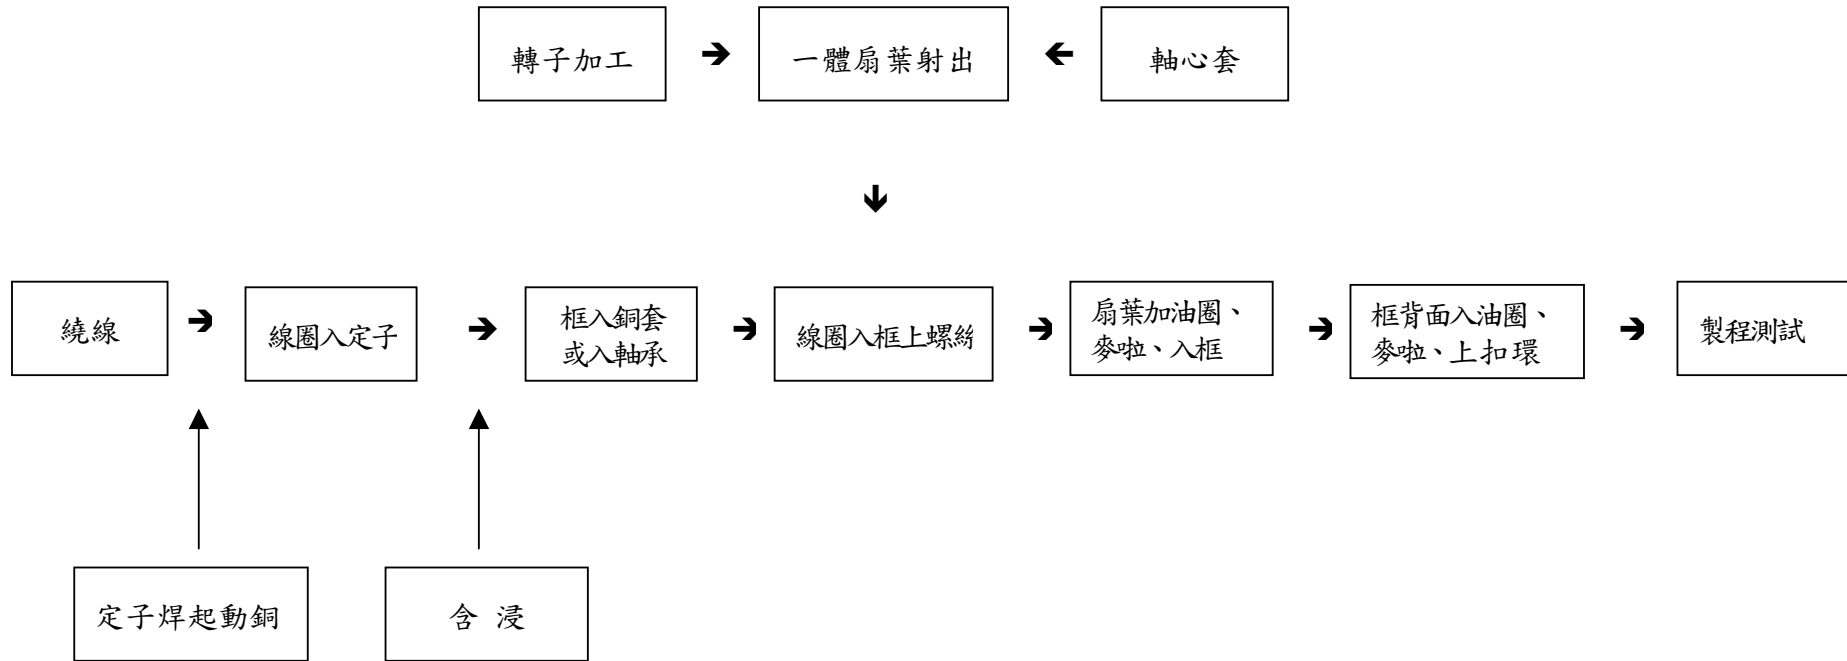 轉子加工
一體扇葉射出
軸心套
繞線
線圈入定子
框入銅套
或入軸承
線圈入框上螺絲
扇葉加油圈、
麥啦、入框
框背面入油圈、
麥啦、上扣環
製程測試
定子焊起動銅
含 浸